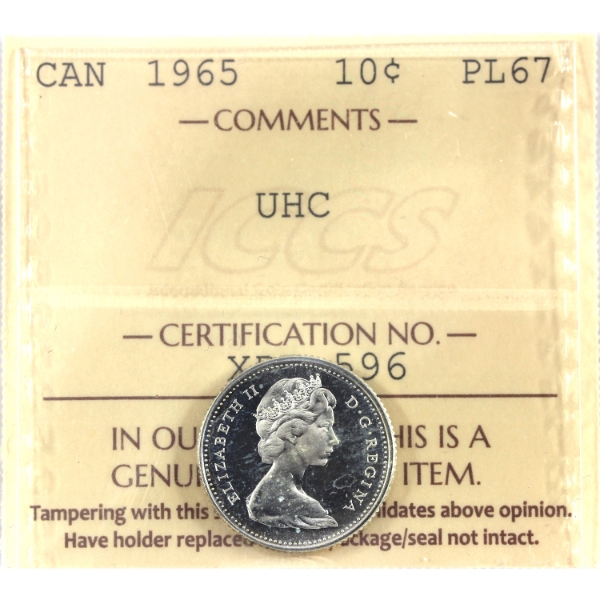 CAN 1965 10¢ PL67
— COMMENTS —
UHC
ICCS
— CERTIFICATION NO. —
596
ELIZABETH II D·G·REGINA
IN OU HIS IS A
GENU ITEM.
Tampering with this idates above opinion.
Have holder replace ckage/seal not intact.